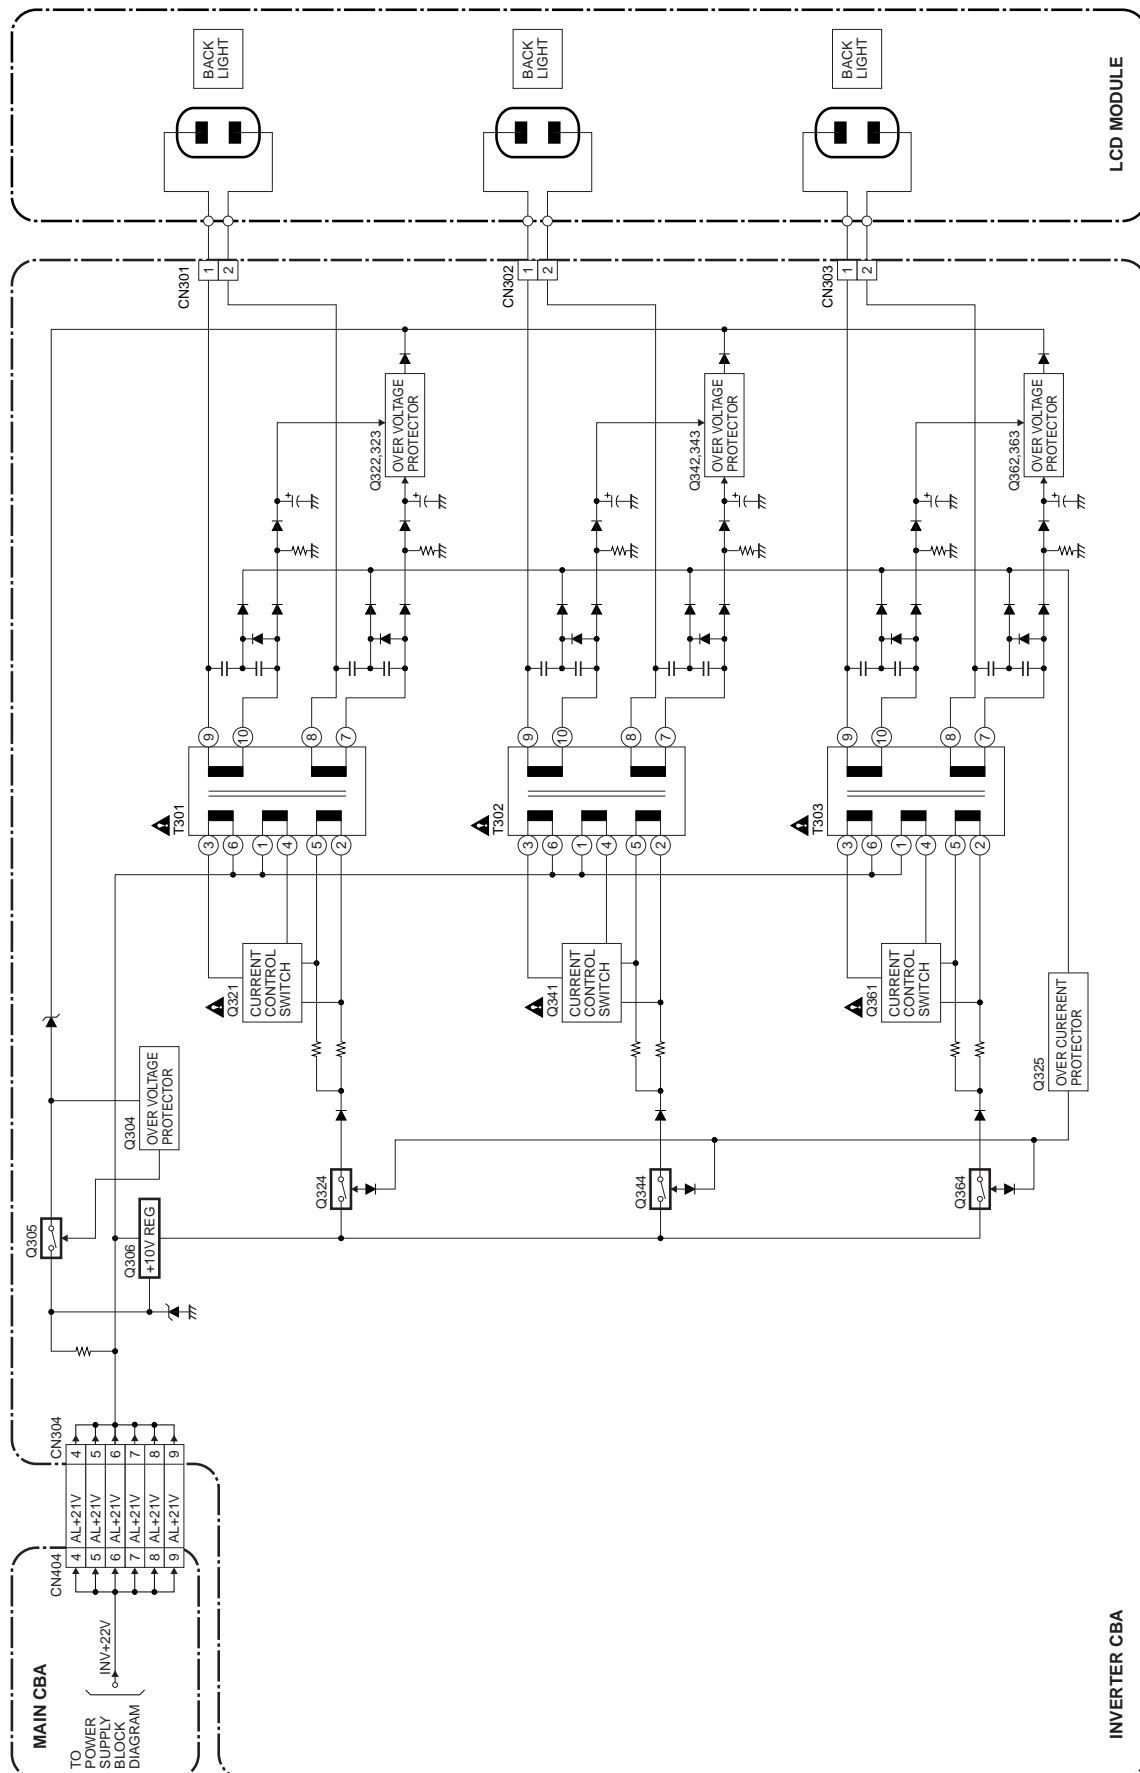 MAIN CBA
TO
POWER
SUPPLY
BLOCK
DIAGRAM
INV+22V
CN404
4
5
6
7
8
9
AL+21V
AL+21V
AL+21V
AL+21V
AL+21V
AL+21V
CN304
4
5
6
7
8
9
INVERTER CBA
Q305
Q306
+10V REG
Q304
OVER VOLTAGE
PROTECTOR
Q324
Q344
Q364
Q325
OVER CURERENT
PROTECTOR
Q321
CURRENT
CONTROL
SWITCH
Q341
CURRENT
CONTROL
SWITCH
Q361
CURRENT
CONTROL
SWITCH
T301
3
6
1
4
5
2
9
10
8
7
T302
3
6
1
4
5
2
9
10
8
7
T303
3
6
1
4
5
2
9
10
8
7
+
+
Q322,323
OVER VOLTAGE
PROTECTOR
+
+
Q342,343
OVER VOLTAGE
PROTECTOR
+
+
Q362,363
OVER VOLTAGE
PROTECTOR
CN301
1
2
CN302
1
2
CN303
1
2
BACK
LIGHT
BACK
LIGHT
BACK
LIGHT
LCD MODULE